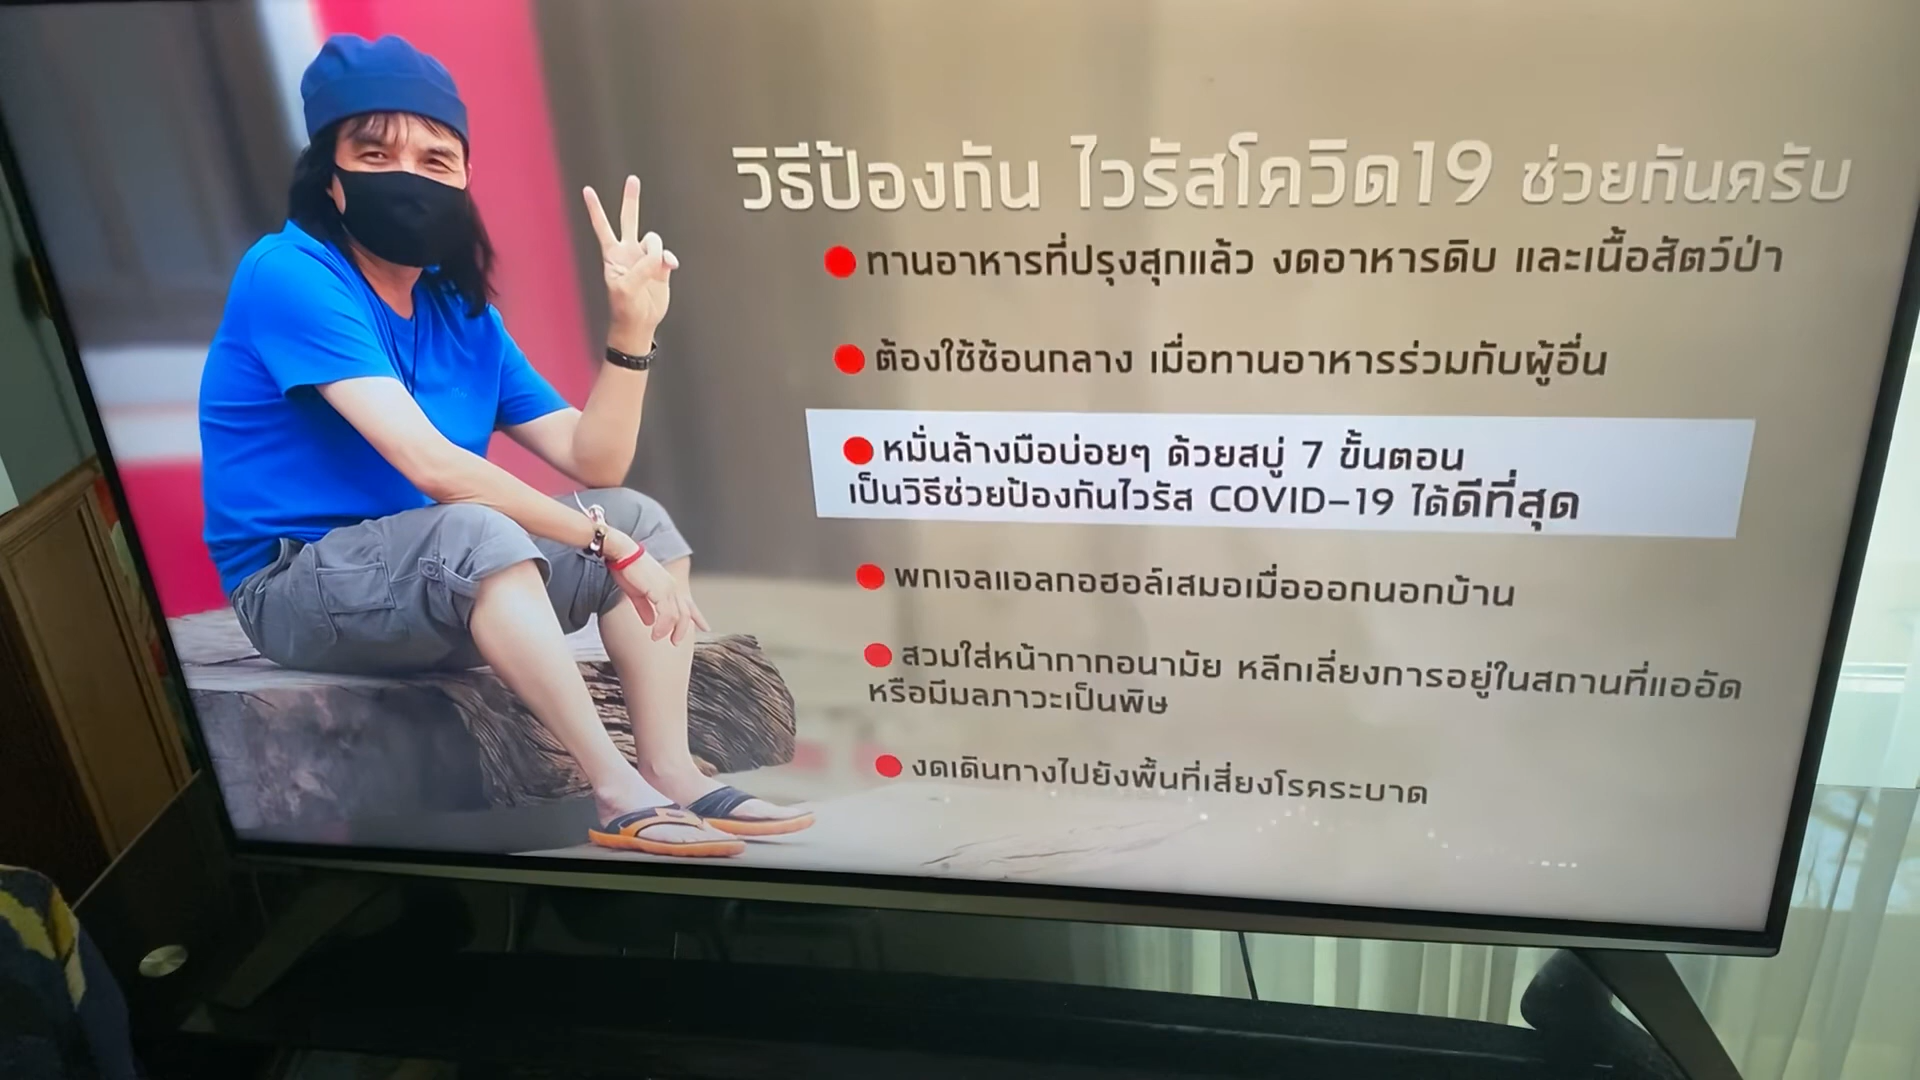 วิธีป้องกัน ไวรัสโควิด19 ช่วยกันครับ
ทานอาหารที่ปรุงสุกแล้ว งดอาหารดิบ และเนื้อสัตว์ป่า
ต้องใช้ช้อนกลาง เมื่อทานอาหารร่วมกับผู้อื่น
หมั่นล้างมือบ่อยๆ ด้วยสบู่ 7 ขั้นตอน
เป็นวิธีช่วยป้องกันไวรัส COVID-19 ได้ดีที่สุด
พกเจลแอลกอฮอล์เสมอเมื่อออกนอกบ้าน
สวมใส่หน้ากากอนามัย หลีกเลี่ยงการอยู่ในสถานที่แออัด
หรือมีมลภาวะเป็นพิษ
งดเดินทางไปยังพื้นที่เสี่ยงโรคระบาด